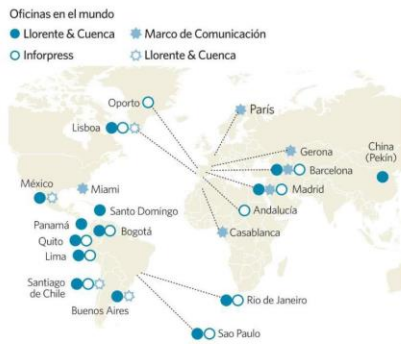 Oficinas en el mundo
Llorente & Cuenca
Marco de Comunicación
Inforpress
Llorente & Cuenca
Oporto
París
Lisboa
Gerona
China
(Pekín)
Barcelona
México
Miami
Madrid
Santo Domingo
Andalucía
Panamá
Bogotá
Casablanca
Quito
Lima
Santiago
de Chile
Rio de Janeiro
Buenos Aires
Sao Paulo